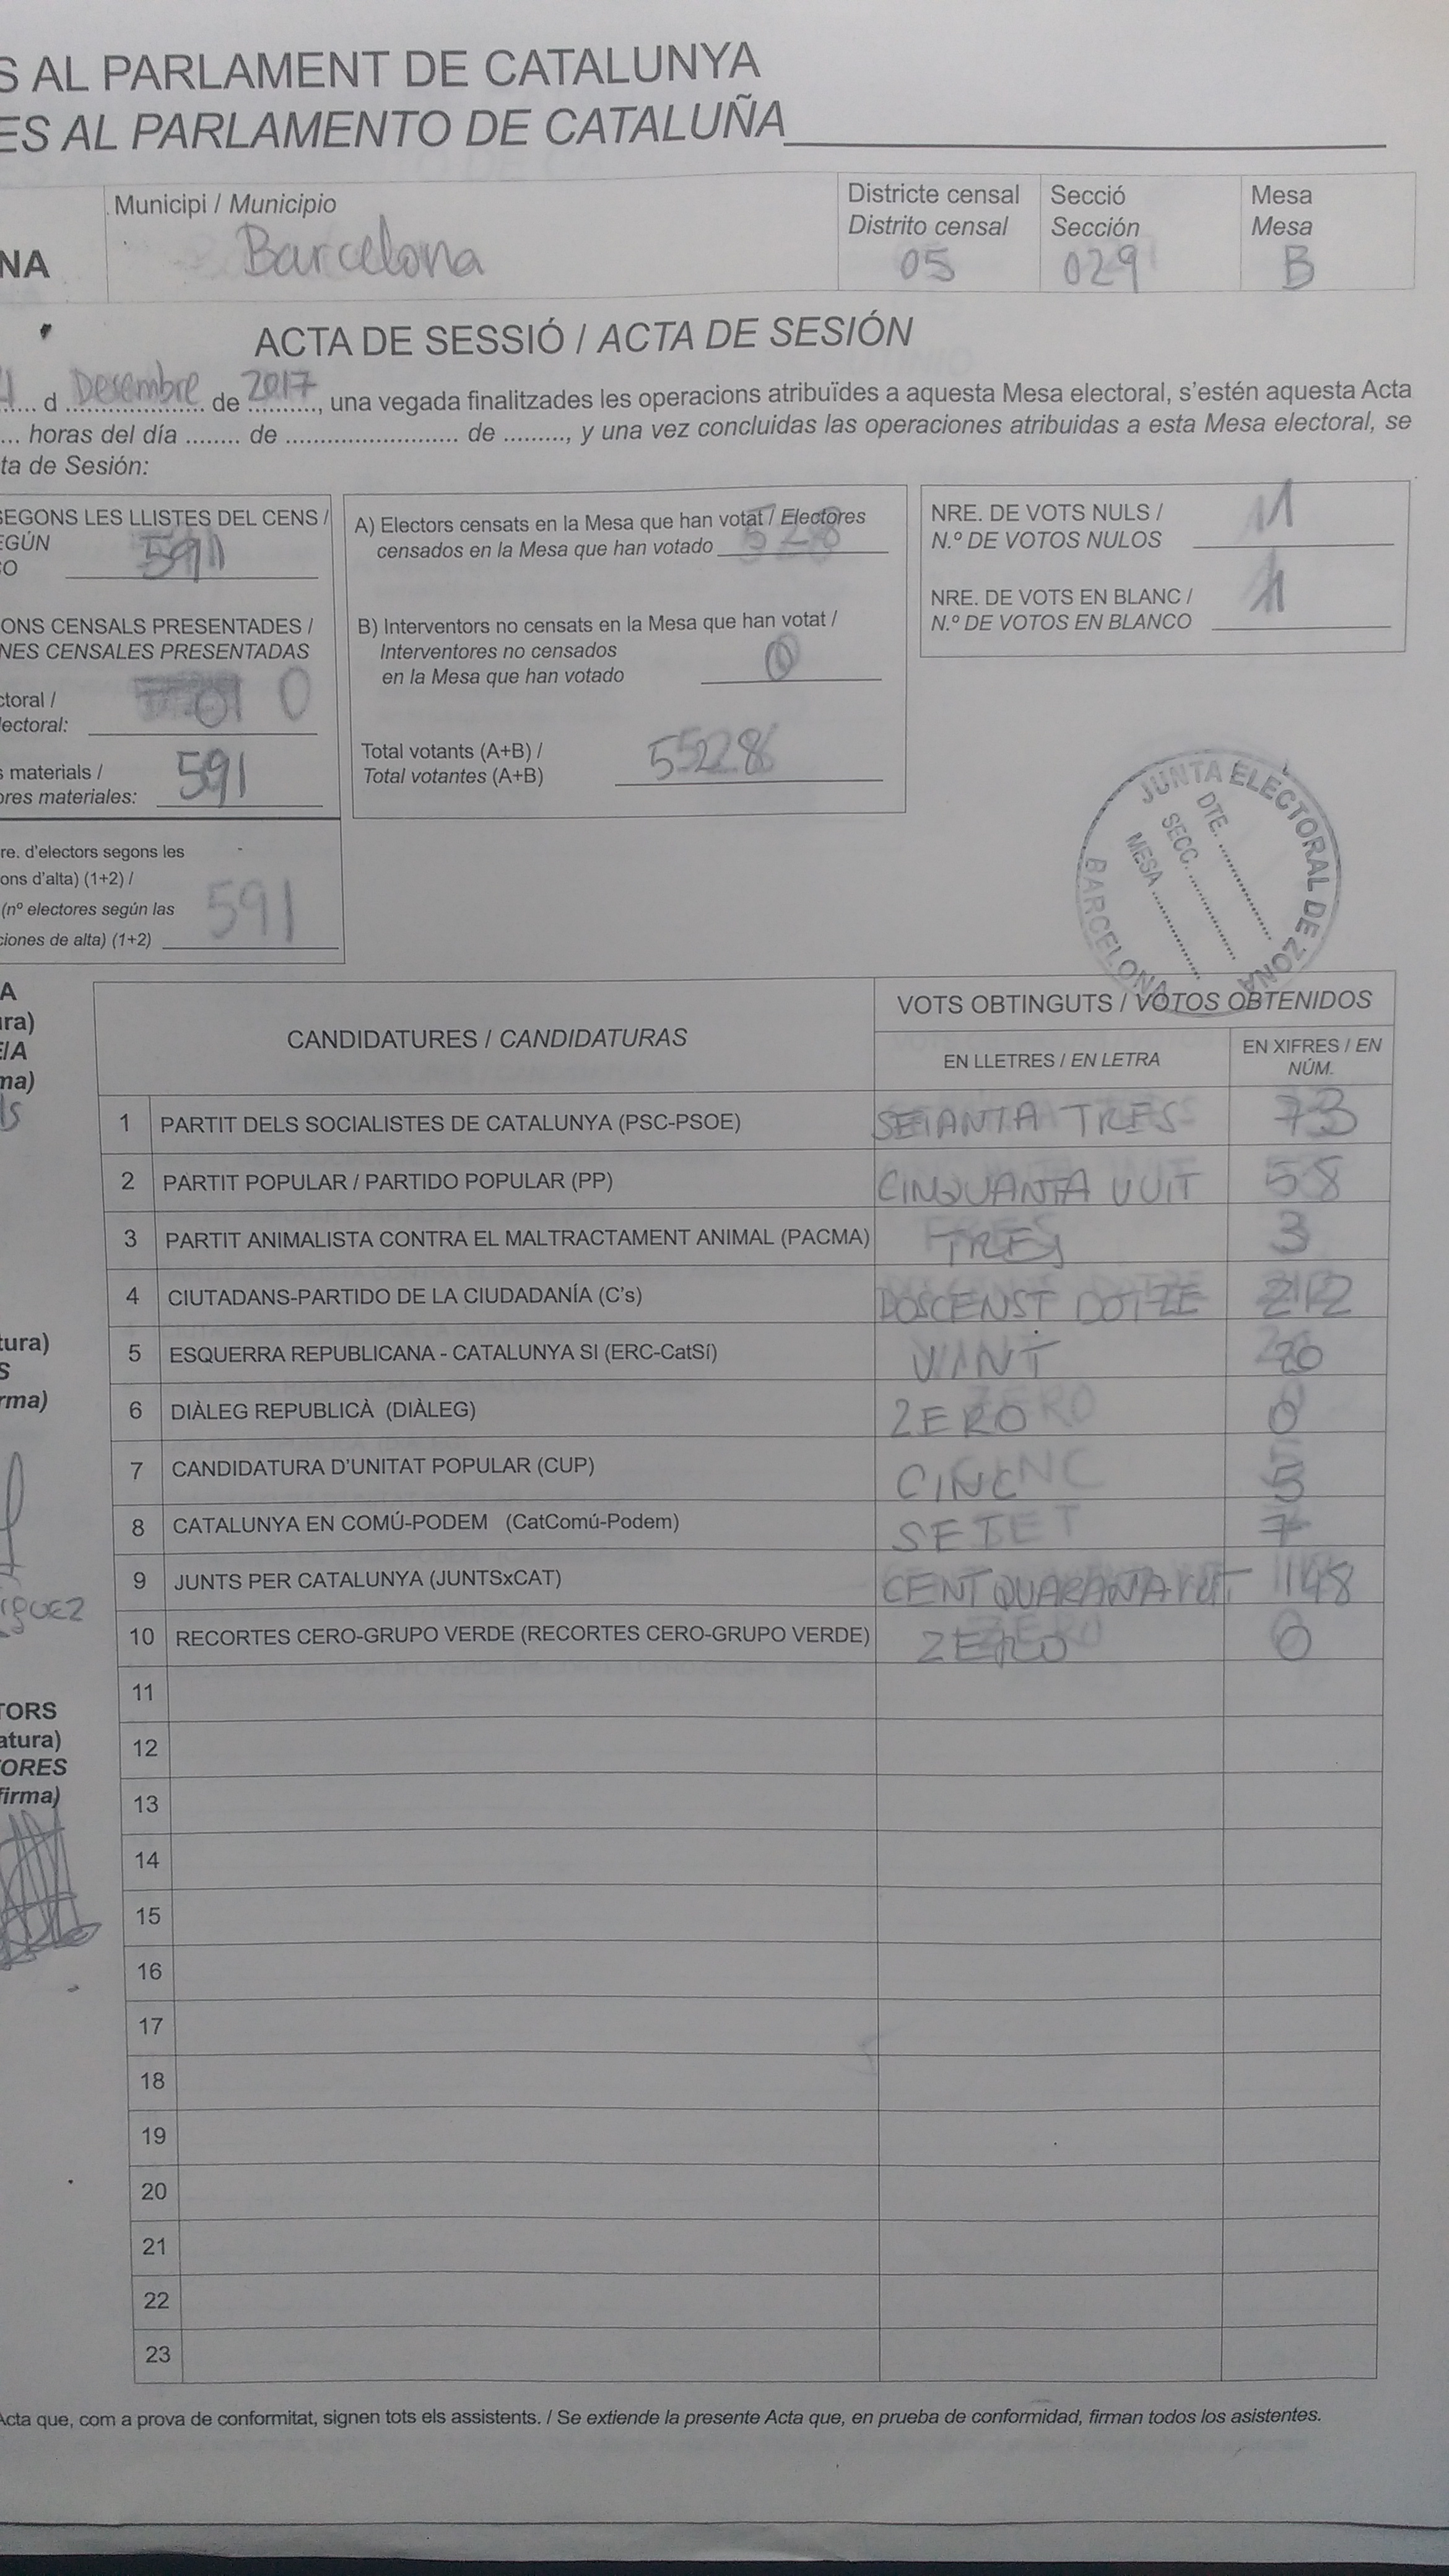 S AL PARLAMENT DE CATALUNYA
ES AL PARLAMENTO DE CATALUÑA
NA
Municipi / Municipio
Barcelona
Districte censal
Distrito censal
05
Secció
Sección
029
Mesa
Mesa
B
ACTA DE SESSIÓ / ACTA DE SESIÓN
d Desembre de 2017, una vegada finalitzades les operacions atribuïdes a aquesta Mesa electoral, s'estén aquesta Acta
... horas del día ........ de ........................ de ........., y una vez concluidas las operaciones atribuidas a esta Mesa electoral, se
ta de Sesión:
SEGONS LES LLISTES DEL CENS /
EGÚN
SO
591
ONS CENSALS PRESENTADES /
NES CENSALES PRESENTADAS
ctoral /
lectoral:
0
s materials /
ores materiales:
591
re. d'electors segons les
ons d'alta) (1+2) /
(nº electores según las
ciones de alta) (1+2)
591
A) Electors censats en la Mesa que han votat / Electores
censados en la Mesa que han votado 528
B) Interventors no censats en la Mesa que han votat /
Interventores no censados
en la Mesa que han votado 0
Total votants (A+B) /
Total votantes (A+B)
528
NRE. DE VOTS NULS /
N.º DE VOTOS NULOS
1
NRE. DE VOTS EN BLANC /
N.º DE VOTOS EN BLANCO
1
JUNTA ELECTORAL DE ZONA
BARCELONA
DTE. ....................
SECC. ....................
MESA ....................
A
ura)
E/A
ma)
CANDIDATURES / CANDIDATURAS
VOTS OBTINGUTS / VOTOS OBTENIDOS
EN LLETRES / EN LETRA
EN XIFRES / EN
NÚM.
1 PARTIT DELS SOCIALISTES DE CATALUNYA (PSC-PSOE) SETANTA TRES 73
2 PARTIT POPULAR / PARTIDO POPULAR (PP) CINQUANTA VUIT 58
3 PARTIT ANIMALISTA CONTRA EL MALTRACTAMENT ANIMAL (PACMA) TRES 3
4 CIUTADANS-PARTIDO DE LA CIUDADANÍA (C's) DOSCENST DOTZE 212
5 ESQUERRA REPUBLICANA - CATALUNYA SI (ERC-CatSí) VINT 20
6 DIÀLEG REPUBLICÀ (DIÀLEG) ZERO 0
7 CANDIDATURA D'UNITAT POPULAR (CUP) CINC 5
8 CATALUNYA EN COMÚ-PODEM (CatComú-Podem) SET 7
9 JUNTS PER CATALUNYA (JUNTSxCAT) CENT QUARANTA VUIT 148
10 RECORTES CERO-GRUPO VERDE (RECORTES CERO-GRUPO VERDE) ZERO 0
tura)
S
rma)
11
TORS
atura)
TORES
firma)
12
13
14
15
16
17
18
19
20
21
22
23
Acta que, com a prova de conformitat, signen tots els assistents. / Se extiende la presente Acta que, en prueba de conformidad, firman todos los asistentes.